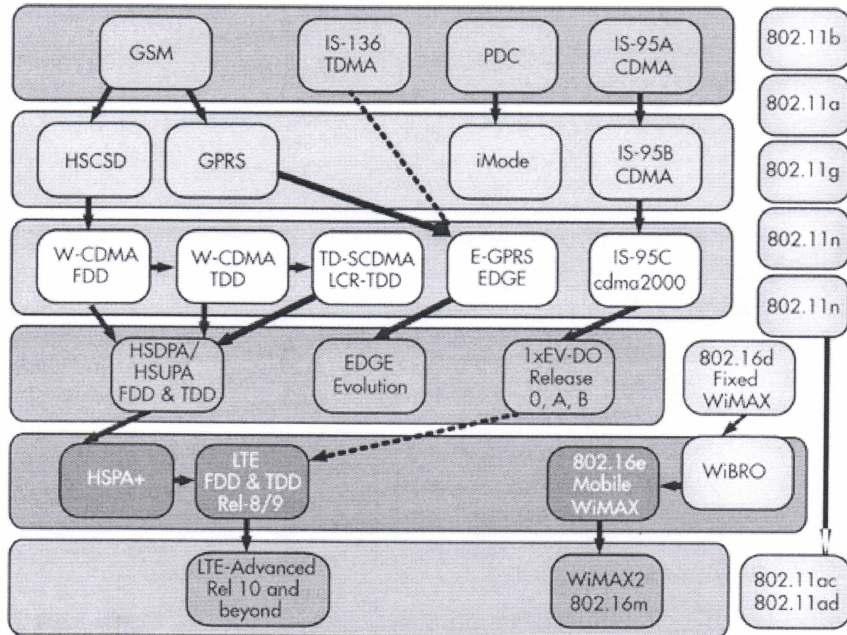 GSM
IS-136
TDMA
PDC
IS-95A
CDMA
802.11b
802.11a
HSCSD
GPRS
iMode
IS-95B
CDMA
802.11g
W-CDMA
FDD
W-CDMA
TDD
TD-SCDMA
LCR-TDD
E-GPRS
EDGE
IS-95C
cdma2000
802.11n
802.11n
HSDPA/
HSUPA
FDD & TDD
EDGE
Evolution
1xEV-DO
Release
0, A, B
802.16d
Fixed
WiMAX
HSPA+
LTE
FDD & TDD
Rel-8/9
802.16e
Mobile
WiMAX
WiBRO
LTE-Advanced
Rel 10 and
beyond
WiMAX2
802.16m
802.11ac
802.11ad